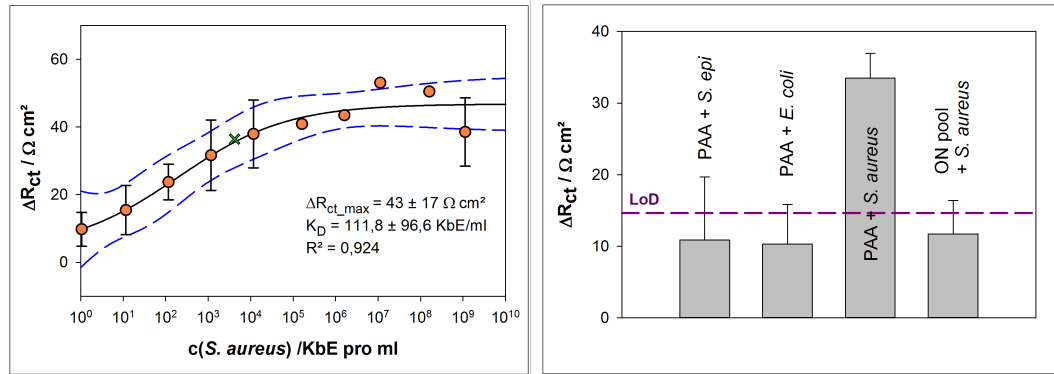 60
40
20
0
ΔRct / Ω cm²
ΔRct_max = 43 ± 17 Ω cm²
KD = 111,8 ± 96,6 KbE/ml
R² = 0,924
10⁰ 10¹ 10² 10³ 10⁴ 10⁵ 10⁶ 10⁷ 10⁸ 10⁹ 10¹⁰
c(S. aureus) /KbE pro ml
40
30
20
10
0
ΔRct / Ω cm²
LoD
PAA + S. epi
PAA + E. coli
PAA + S. aureus
ON pool
+ S. aureus